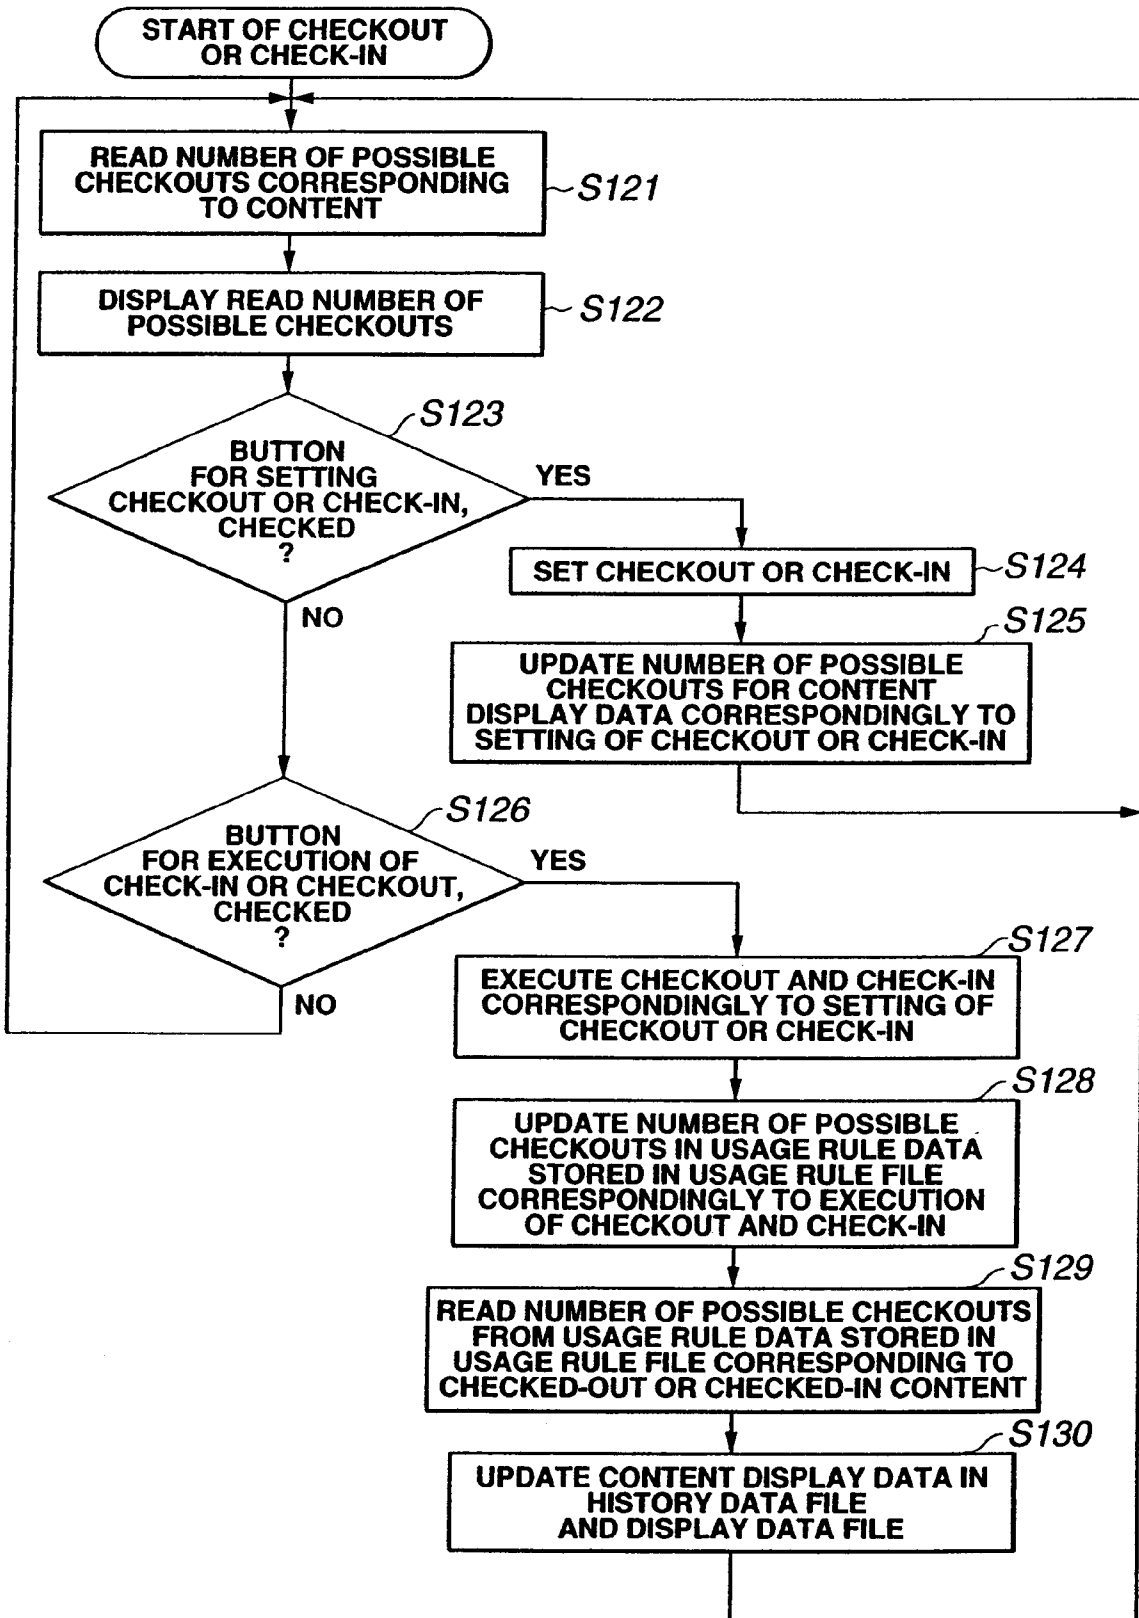 START OF CHECKOUT
OR CHECK-IN
READ NUMBER OF POSSIBLE
CHECKOUTS CORRESPONDING
TO CONTENT
S121
DISPLAY READ NUMBER OF
POSSIBLE CHECKOUTS
S122
S123
BUTTON
FOR SETTING
CHECKOUT OR CHECK-IN,
CHECKED
?
YES
NO
SET CHECKOUT OR CHECK-IN
S124
S125
UPDATE NUMBER OF POSSIBLE
CHECKOUTS FOR CONTENT
DISPLAY DATA CORRESPONDINGLY TO
SETTING OF CHECKOUT OR CHECK-IN
S126
BUTTON
FOR EXECUTION OF
CHECK-IN OR CHECKOUT,
CHECKED
?
YES
NO
S127
EXECUTE CHECKOUT AND CHECK-IN
CORRESPONDINGLY TO SETTING OF
CHECKOUT OR CHECK-IN
S128
UPDATE NUMBER OF POSSIBLE
CHECKOUTS IN USAGE RULE DATA
STORED IN USAGE RULE FILE
CORRESPONDINGLY TO EXECUTION
OF CHECKOUT AND CHECK-IN
S129
READ NUMBER OF POSSIBLE CHECKOUTS
FROM USAGE RULE DATA STORED IN
USAGE RULE FILE CORRESPONDING TO
CHECKED-OUT OR CHECKED-IN CONTENT
S130
UPDATE CONTENT DISPLAY DATA IN
HISTORY DATA FILE
AND DISPLAY DATA FILE